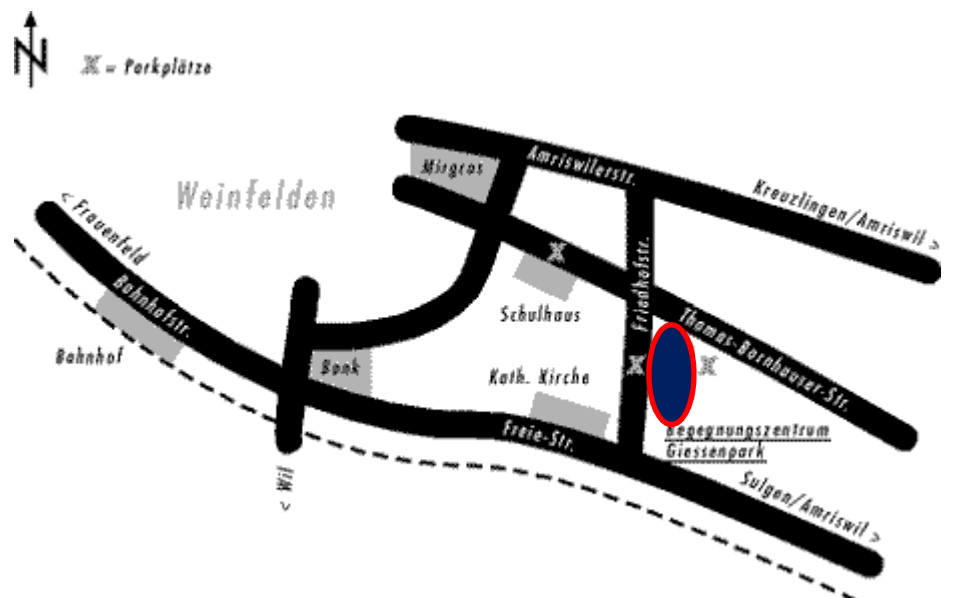 N
= Parkplätze
Amriswilerstr.
Mirgros
Kreuzlingen/Amriswil >
Weinfelden
< Frauenfeld
Friedhofstr.
Bahnhofstr.
Schulhaus
Thomas-Bornhauser-Str.
Bahnhof
Bank
Kath. Kirche
Freie-Str.
Begegnungszentrum
Giessenpark
< Wil
Sulgen/Amriswil >